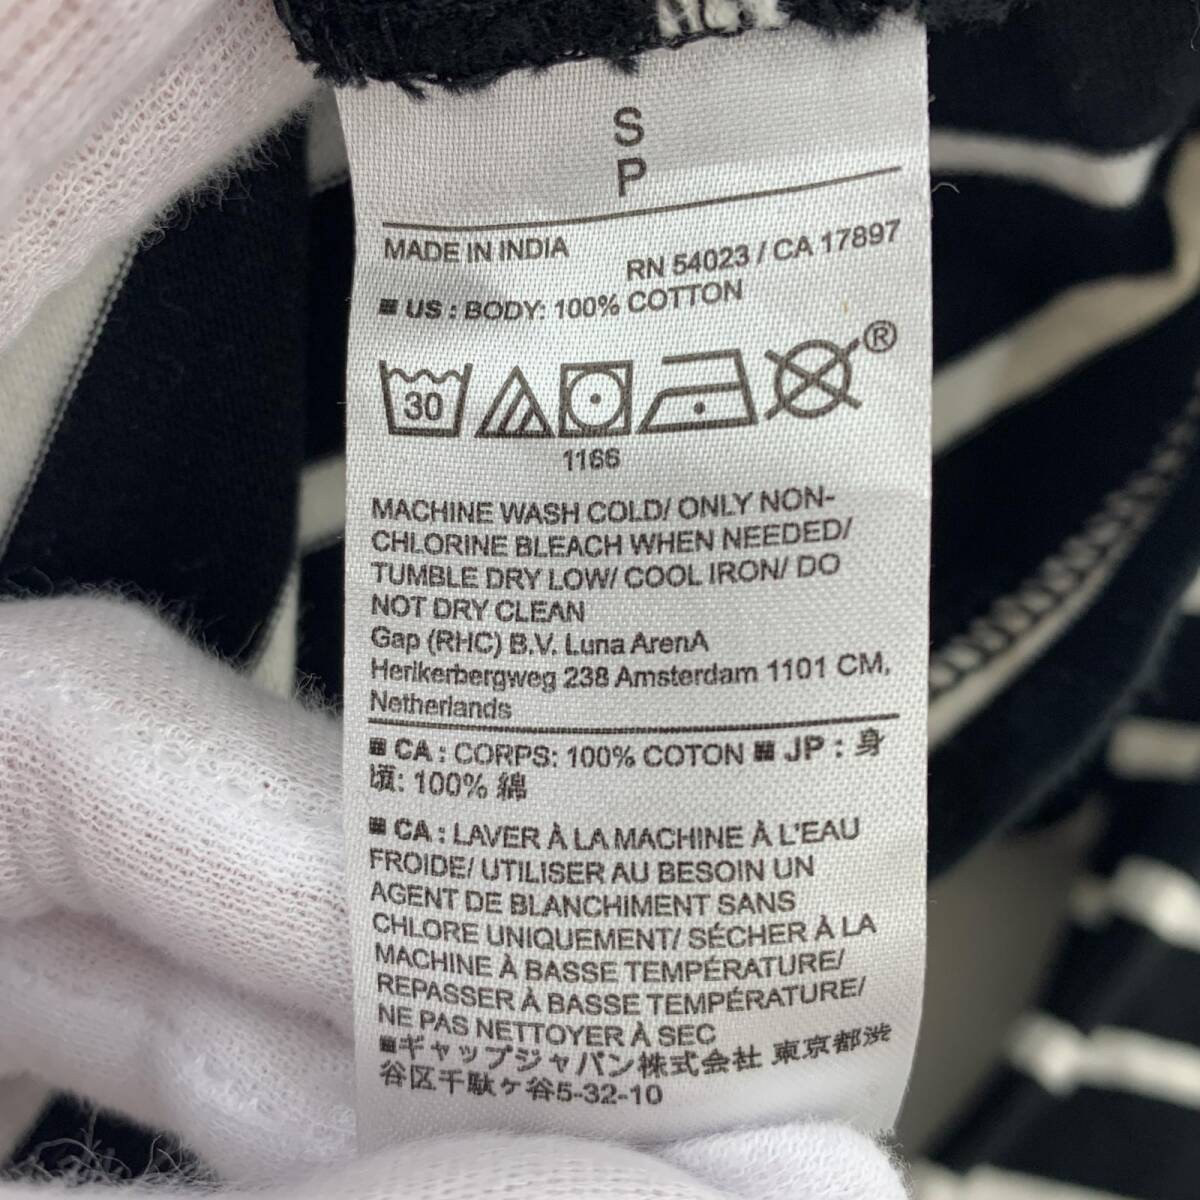 S
P
MADE IN INDIA
RN 54023 / CA 17897
US : BODY: 100% COTTON
30 ®
1166
MACHINE WASH COLD/ ONLY NON-
CHLORINE BLEACH WHEN NEEDED/
TUMBLE DRY LOW/ COOL IRON/ DO
NOT DRY CLEAN
Gap (RHC) B.V. Luna ArenA
Herikerbergweg 238 Amsterdam 1101 CM,
Netherlands
CA : CORPS: 100% COTON ■ JP : 身
頃: 100% 綿
CA : LAVER À LA MACHINE À L'EAU
FROIDE/ UTILISER AU BESOIN UN
AGENT DE BLANCHIMENT SANS
CHLORE UNIQUEMENT/ SÉCHER À LA
MACHINE À BASSE TEMPÉRATURE/
REPASSER À BASSE TEMPÉRATURE/
NE PAS NETTOYER À SEC
ギャップジャパン株式会社 東京都渋
谷区千駄ヶ谷5-32-10